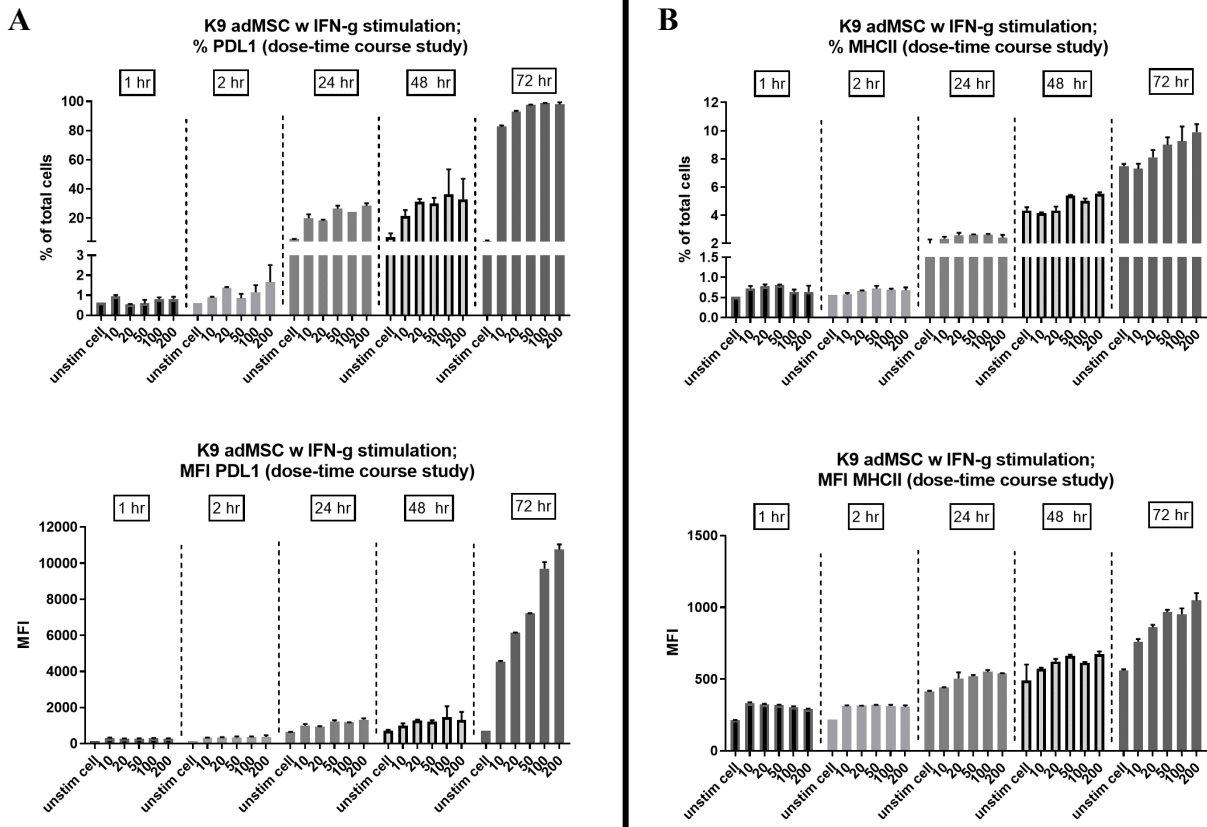 A
K9 adMSC w IFN-g stimulation;
% PDL1 (dose-time course study)
1 hr
2 hr
24 hr
48 hr
72 hr
% of total cells
100
80
60
40
20
3
2
1
0
unstim cell 10 20 50 100 200 unstim cell 10 20 50 100 200 unstim cell 10 20 50 100 200 unstim cell 10 20 50 100 200 unstim cell 10 20 50 100 200
K9 adMSC w IFN-g stimulation;
MFI PDL1 (dose-time course study)
1 hr
2 hr
24 hr
48 hr
72 hr
MFI
12000
10000
8000
6000
4000
2000
0
unstim cell 10 20 50 100 200 unstim cell 10 20 50 100 200 unstim cell 10 20 50 100 200 unstim cell 10 20 50 100 200 unstim cell 10 20 50 100 200
B
K9 adMSC w IFN-g stimulation;
% MHCII (dose-time course study)
1 hr
2 hr
24 hr
48 hr
72 hr
% of total cells
12
10
8
6
4
2
1.5
1.0
0.5
0.0
unstim cell 10 20 50 100 200 unstim cell 10 20 50 100 200 unstim cell 10 20 50 100 200 unstim cell 10 20 50 100 200 unstim cell 10 20 50 100 200
K9 adMSC w IFN-g stimulation;
MFI MHCII (dose-time course study)
1 hr
2 hr
24 hr
48 hr
72 hr
MFI
1500
1000
500
0
unstim cell 10 20 50 100 200 unstim cell 10 20 50 100 200 unstim cell 10 20 50 100 200 unstim cell 10 20 50 100 200 unstim cell 10 20 50 100 200